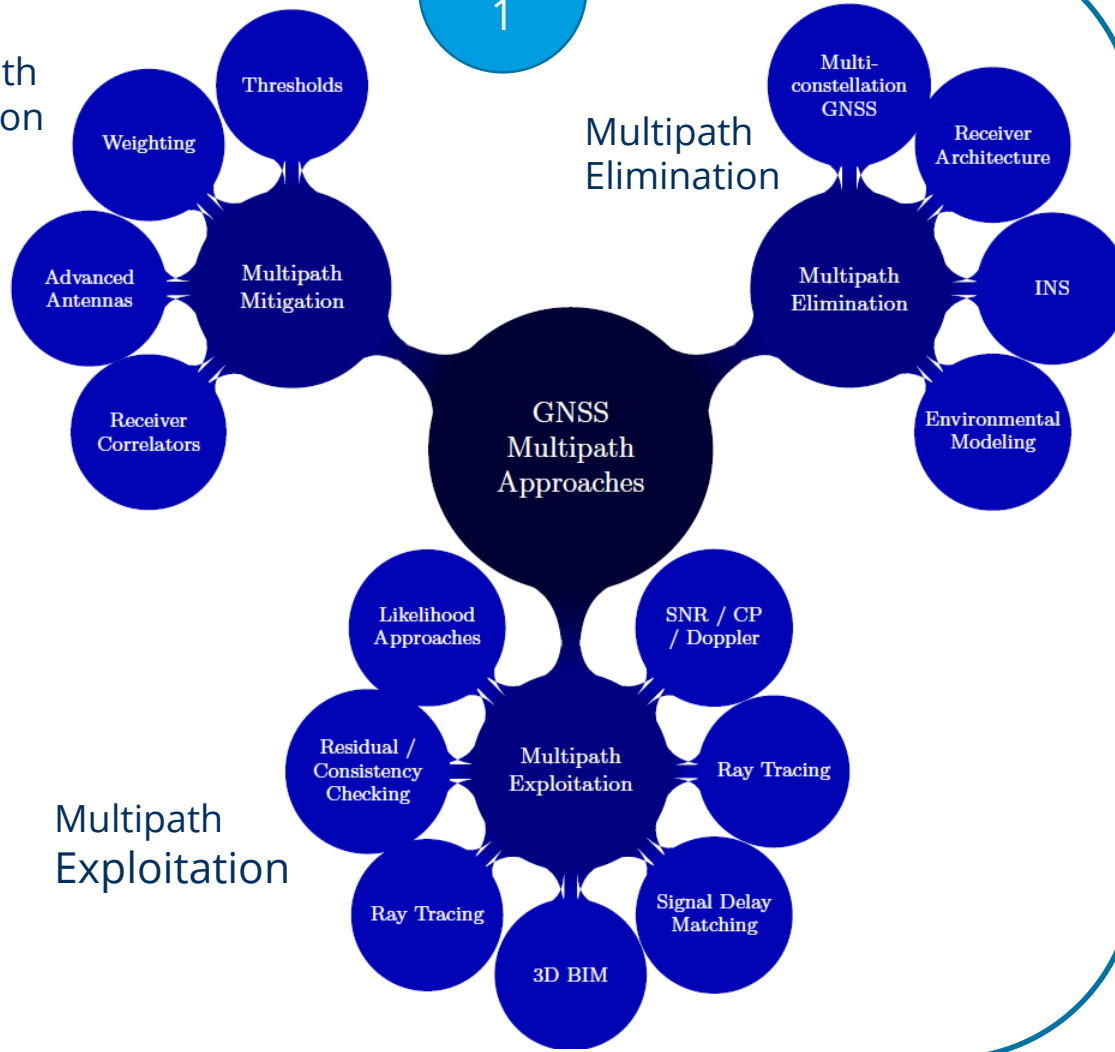 1
th
on
Thresholds
Weighting
Advanced
Antennas
Receiver
Correlators
Multipath
Mitigation
Multipath
Elimination
Multi-
constellation
GNSS
Receiver
Architecture
INS
Environmental
Modeling
Multipath
Elimination
GNSS
Multipath
Approaches
Likelihood
Approaches
SNR / CP
/ Doppler
Residual /
Consistency
Checking
Multipath
Exploitation
Ray Tracing
Multipath
Exploitation
Ray Tracing
Signal Delay
Matching
3D BIM